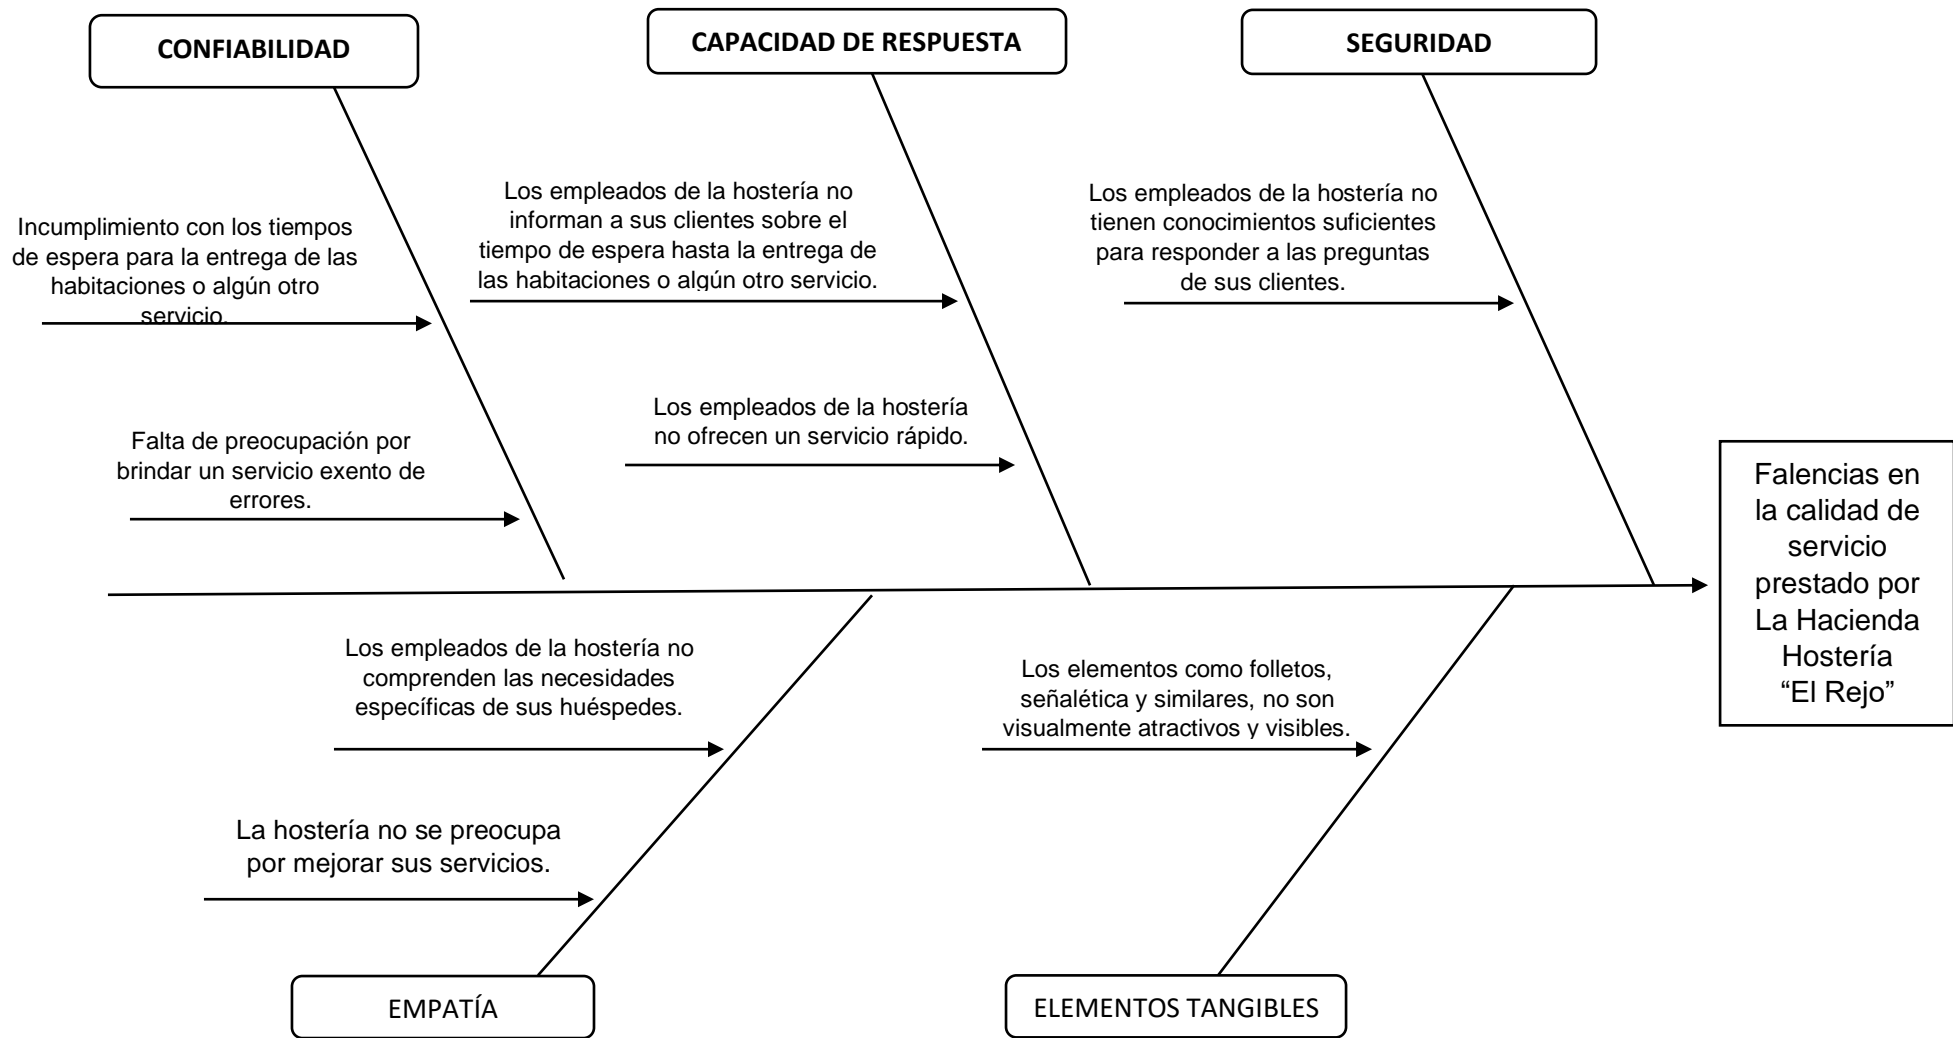 CONFIABILIDAD
CAPACIDAD DE RESPUESTA
SEGURIDAD
Incumplimiento con los tiempos
de espera para la entrega de las
habitaciones o algún otro
servicio.
Los empleados de la hostería no
informan a sus clientes sobre el
tiempo de espera hasta la entrega de
las habitaciones o algún otro servicio.
Los empleados de la hostería no
tienen conocimientos suficientes
para responder a las preguntas
de sus clientes.
Falta de preocupación por
brindar un servicio exento de
errores.
Los empleados de la hostería
no ofrecen un servicio rápido.
Falencias en
la calidad de
servicio
prestado por
La Hacienda
Hostería
“El Rejo”
Los empleados de la hostería no
comprenden las necesidades
específicas de sus huéspedes.
Los elementos como folletos,
señalética y similares, no son
visualmente atractivos y visibles.
La hostería no se preocupa
por mejorar sus servicios.
EMPATÍA
ELEMENTOS TANGIBLES